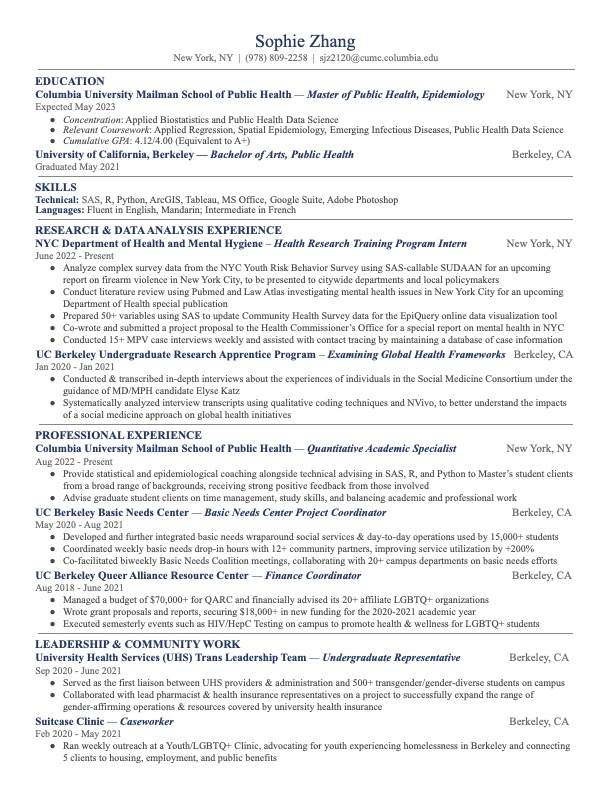 Sophie Zhang
New York, NY | (978) 809-2258 | sjz2120@cumc.columbia.edu
EDUCATION
Columbia University Mailman School of Public Health — Master of Public Health, Epidemiology New York, NY
Expected May 2023
● Concentration: Applied Biostatistics and Public Health Data Science
● Relevant Coursework: Applied Regression, Spatial Epidemiology, Emerging Infectious Diseases, Public Health Data Science
● Cumulative GPA: 4.12/4.00 (Equivalent to A+)
University of California, Berkeley — Bachelor of Arts, Public Health Berkeley, CA
Graduated May 2021
SKILLS
Technical: SAS, R, Python, ArcGIS, Tableau, MS Office, Google Suite, Adobe Photoshop
Languages: Fluent in English, Mandarin; Intermediate in French
RESEARCH & DATA ANALYSIS EXPERIENCE
NYC Department of Health and Mental Hygiene – Health Research Training Program Intern New York, NY
June 2022 - Present
● Analyze complex survey data from the NYC Youth Risk Behavior Survey using SAS-callable SUDAAN for an upcoming
report on firearm violence in New York City, to be presented to citywide departments and local policymakers
● Conduct literature review using Pubmed and Law Atlas investigating mental health issues in New York City for an upcoming
Department of Health special publication
● Prepared 50+ variables using SAS to update Community Health Survey data for the EpiQuery online data visualization tool
● Co-wrote and submitted a project proposal to the Health Commissioner's Office for a special report on mental health in NYC
● Conducted 15+ MPV case interviews weekly and assisted with contact tracing by maintaining a database of case information
UC Berkeley Undergraduate Research Apprentice Program – Examining Global Health Frameworks Berkeley, CA
Jan 2020 - Jan 2021
● Conducted & transcribed in-depth interviews about the experiences of individuals in the Social Medicine Consortium under the
guidance of MD/MPH candidate Elyse Katz
● Systematically analyzed interview transcripts using qualitative coding techniques and NVivo, to better understand the impacts
of a social medicine approach on global health initiatives
PROFESSIONAL EXPERIENCE
Columbia University Mailman School of Public Health — Quantitative Academic Specialist New York, NY
Aug 2022 - Present
● Provide statistical and epidemiological coaching alongside technical advising in SAS, R, and Python to Master's student clients
from a broad range of backgrounds, receiving strong positive feedback from those involved
● Advise graduate student clients on time management, study skills, and balancing academic and professional work
UC Berkeley Basic Needs Center — Basic Needs Center Project Coordinator Berkeley, CA
May 2020 - Aug 2021
● Developed and further integrated basic needs wraparound social services & day-to-day operations used by 15,000+ students
● Coordinated weekly basic needs drop-in hours with 12+ community partners, improving service utilization by +200%
● Co-facilitated biweekly Basic Needs Coalition meetings, collaborating with 20+ campus departments on basic needs efforts
UC Berkeley Queer Alliance Resource Center — Finance Coordinator Berkeley, CA
Aug 2018 - June 2021
● Managed a budget of $70,000+ for QARC and financially advised its 20+ affiliate LGBTQ+ organizations
● Wrote grant proposals and reports, securing $18,000+ in new funding for the 2020-2021 academic year
● Executed semesterly events such as HIV/HepC Testing on campus to promote health & wellness for LGBTQ+ students
LEADERSHIP & COMMUNITY WORK
University Health Services (UHS) Trans Leadership Team — Undergraduate Representative Berkeley, CA
Sep 2020 - June 2021
● Served as the first liaison between UHS providers & administration and 500+ transgender/gender-diverse students on campus
● Collaborated with lead pharmacist & health insurance representatives on a project to successfully expand the range of
gender-affirming operations & resources covered by university health insurance
Suitcase Clinic — Caseworker Berkeley, CA
Feb 2020 - May 2021
● Ran weekly outreach at a Youth/LGBTQ+ Clinic, advocating for youth experiencing homelessness in Berkeley and connecting
5 clients to housing, employment, and public benefits